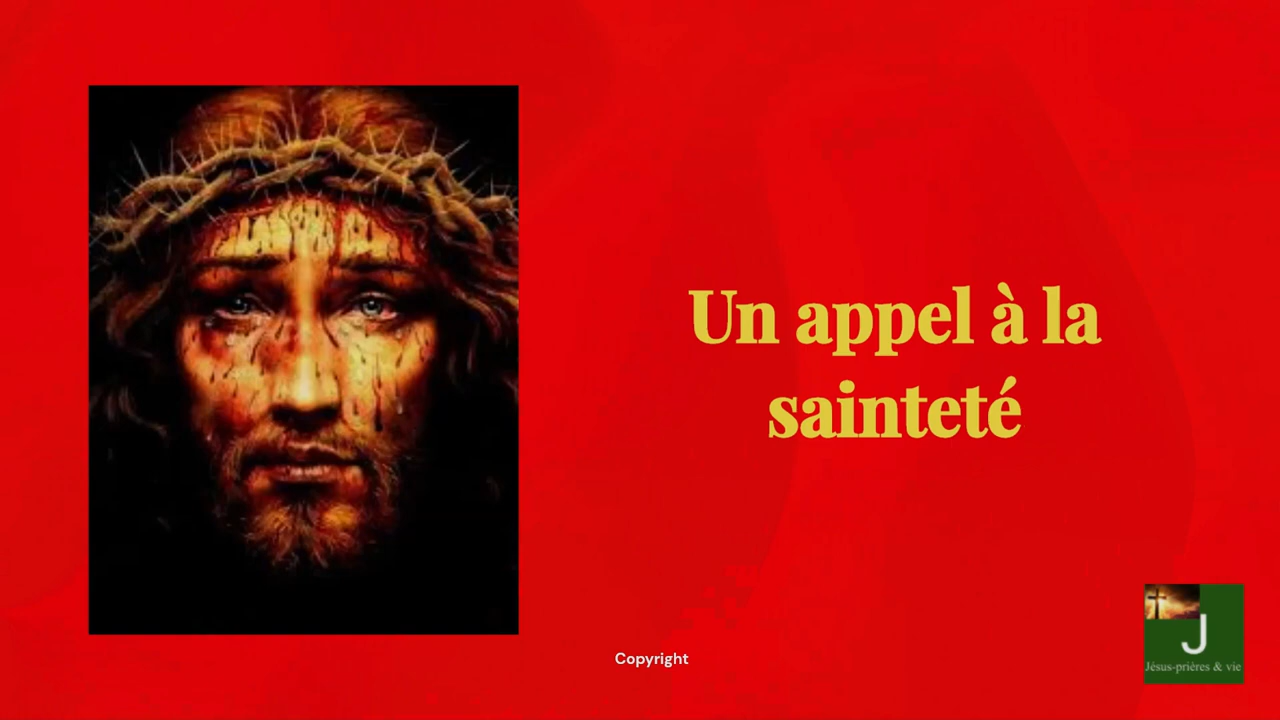 Un appel à la
sainteté
Copyright
J
Jésus-prières & vie